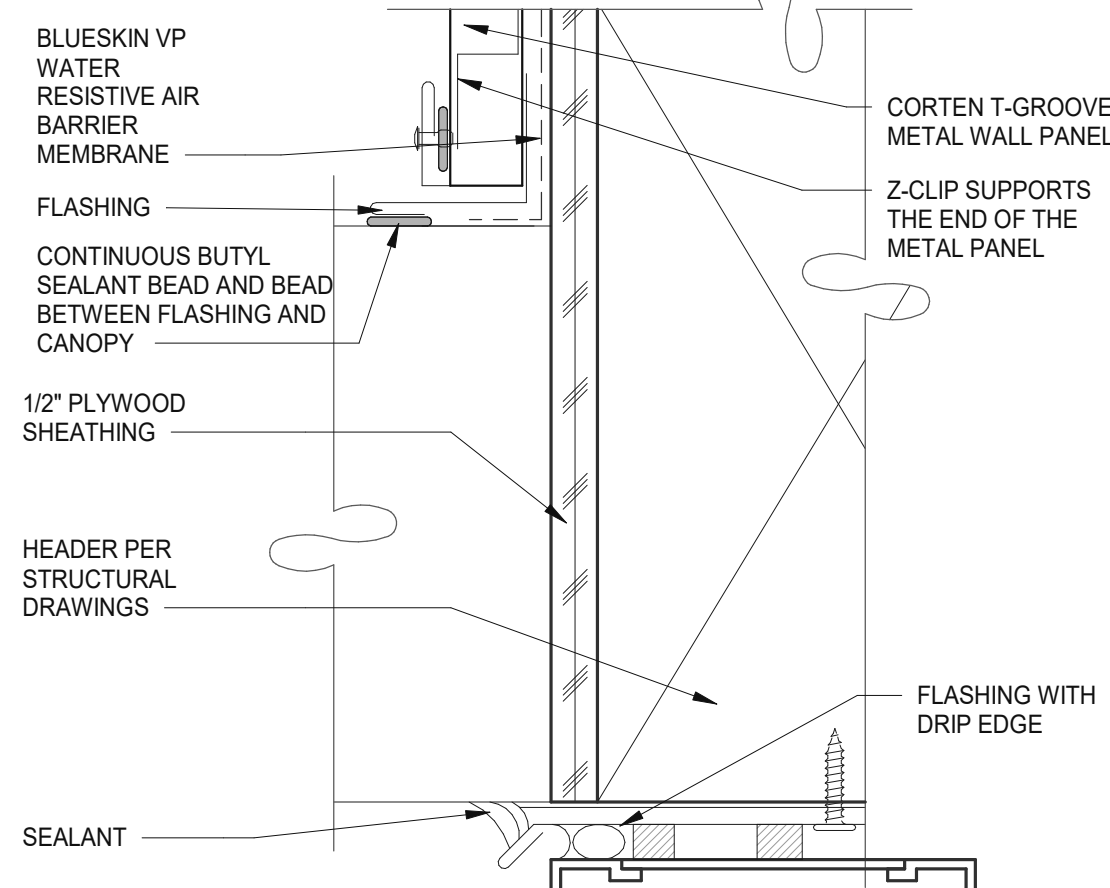 BLUESKIN VP
WATER
RESISTIVE AIR
BARRIER
MEMBRANE
FLASHING
CONTINUOUS BUTYL
SEALANT BEAD AND BEAD
BETWEEN FLASHING AND
CANOPY
1/2" PLYWOOD
SHEATHING
HEADER PER
STRUCTURAL
DRAWINGS
SEALANT
CORTEN T-GROOVE
METAL WALL PANEL
Z-CLIP SUPPORTS
THE END OF THE
METAL PANEL
FLASHING WITH
DRIP EDGE